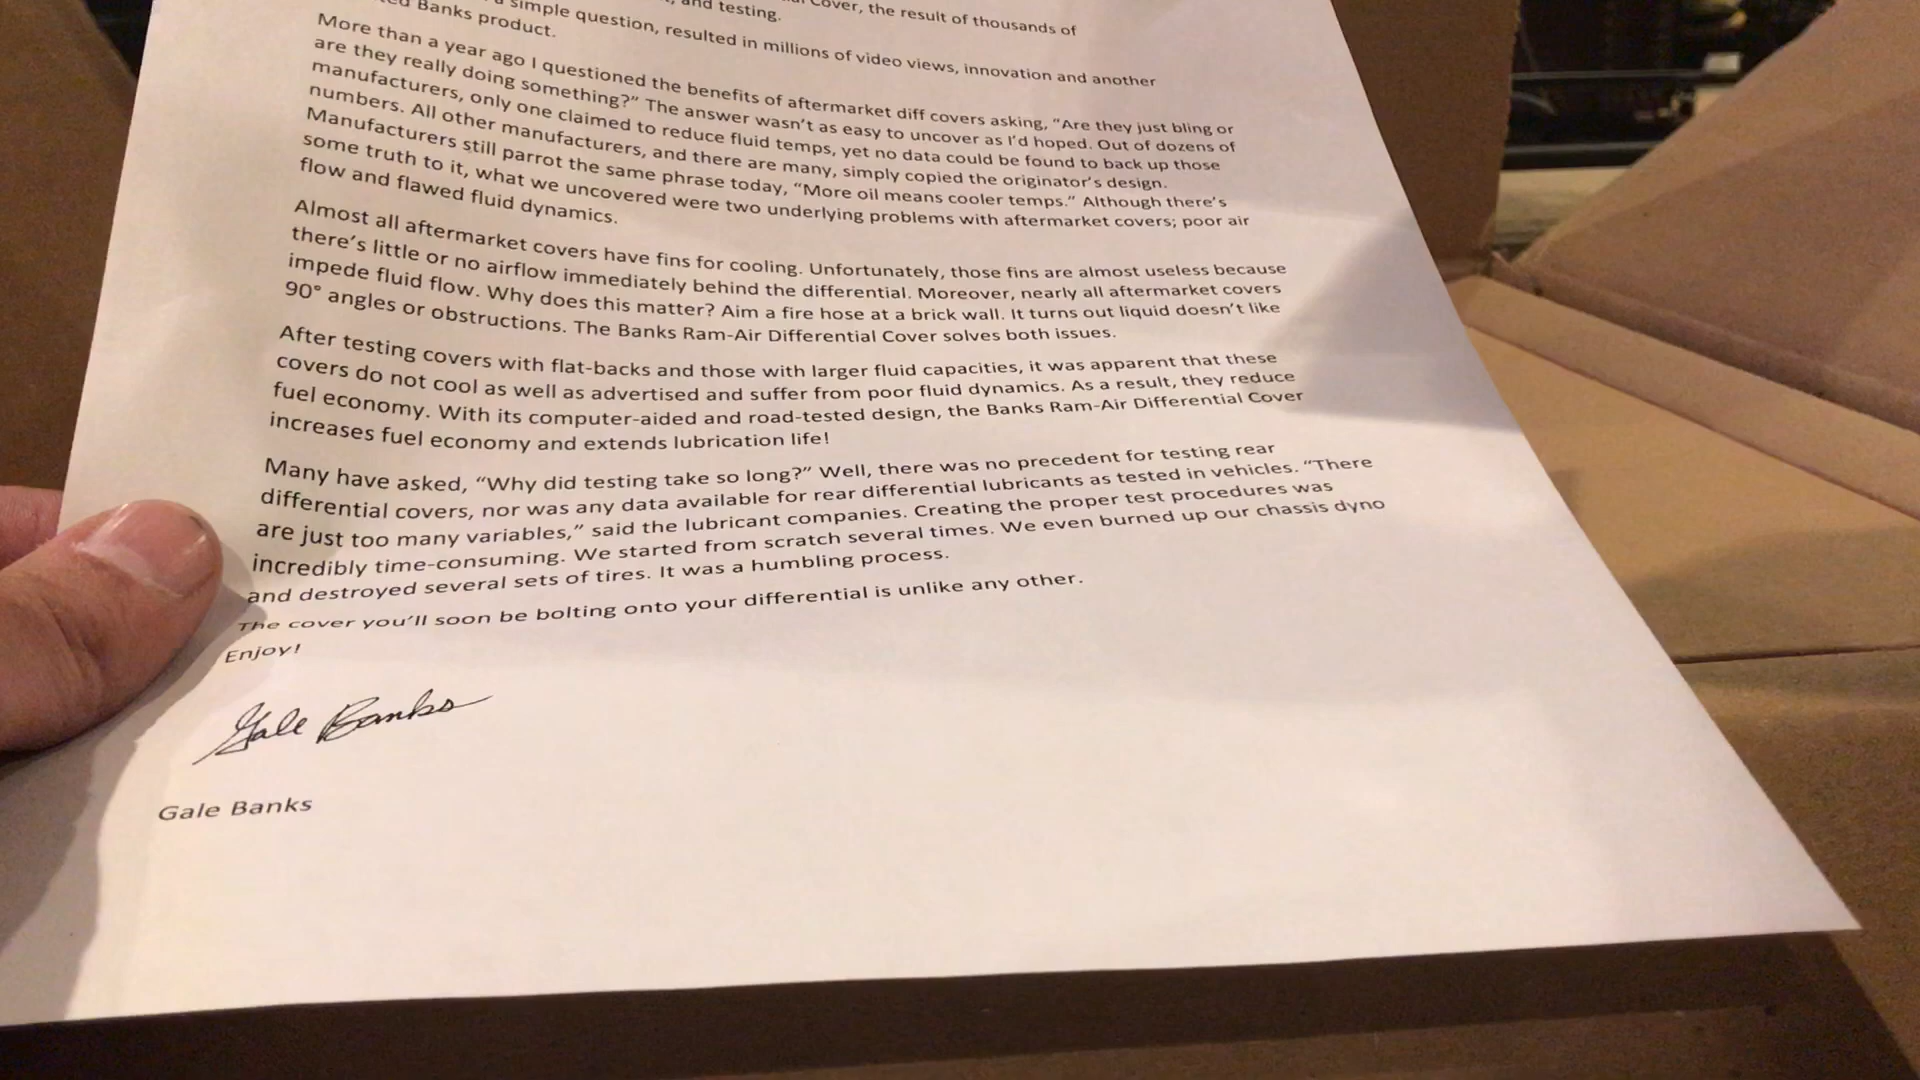 Cover, the result of thousands of
and testing.
simple question, resulted in millions of video views, innovation and another
Banks product.
More than a year ago I questioned the benefits of aftermarket diff covers asking, “Are they just bling or
are they really doing something?” The answer wasn’t as easy to uncover as I’d hoped. Out of dozens of
manufacturers, only one claimed to reduce fluid temps, yet no data could be found to back up those
numbers. All other manufacturers, and there are many, simply copied the originator’s design.
Manufacturers still parrot the same phrase today, “More oil means cooler temps.” Although there’s
some truth to it, what we uncovered were two underlying problems with aftermarket covers; poor air
flow and flawed fluid dynamics.
Almost all aftermarket covers have fins for cooling. Unfortunately, those fins are almost useless because
there’s little or no airflow immediately behind the differential. Moreover, nearly all aftermarket covers
impede fluid flow. Why does this matter? Aim a fire hose at a brick wall. It turns out liquid doesn’t like
90° angles or obstructions. The Banks Ram-Air Differential Cover solves both issues.
After testing covers with flat-backs and those with larger fluid capacities, it was apparent that these
covers do not cool as well as advertised and suffer from poor fluid dynamics. As a result, they reduce
fuel economy. With its computer-aided and road-tested design, the Banks Ram-Air Differential Cover
increases fuel economy and extends lubrication life!
Many have asked, “Why did testing take so long?” Well, there was no precedent for testing rear
differential covers, nor was any data available for rear differential lubricants as tested in vehicles. “There
are just too many variables,” said the lubricant companies. Creating the proper test procedures was
incredibly time-consuming. We started from scratch several times. We even burned up our chassis dyno
and destroyed several sets of tires. It was a humbling process.
The cover you’ll soon be bolting onto your differential is unlike any other.
Enjoy!
Gale Banks
Gale Banks